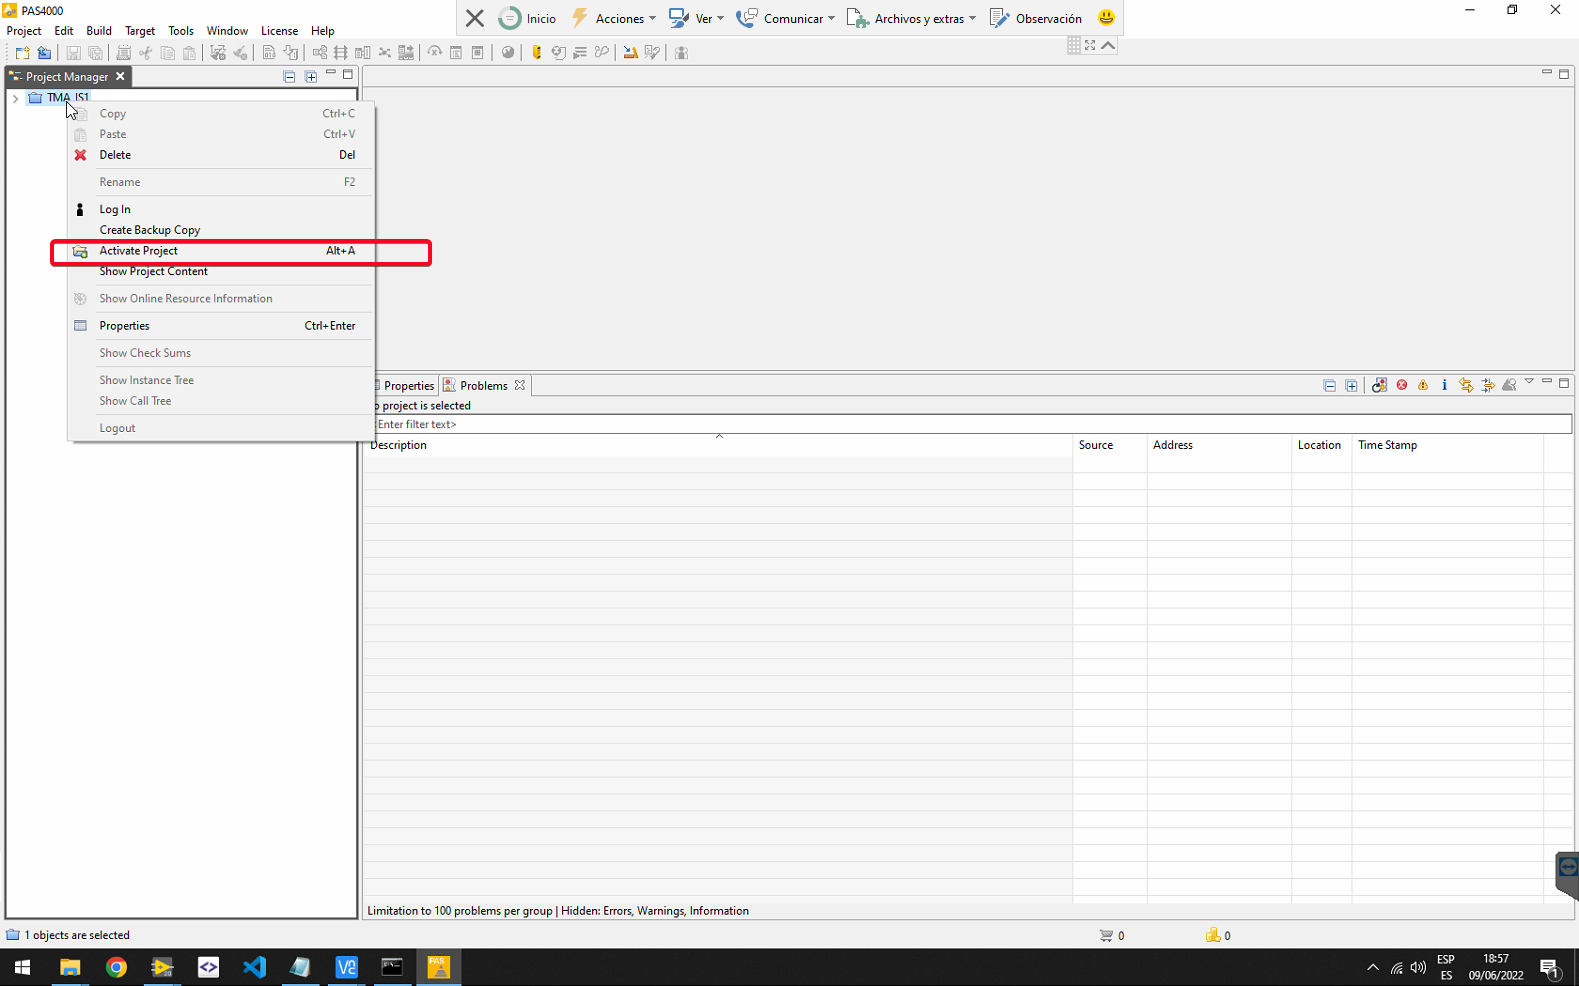 PAS4000
Inicio Acciones Ver Comunicar Archivos y extras Observación
Project Edit Build Target Tools Window License Help
Project Manager
TMA_IS1
Copy Ctrl+C
Paste Ctrl+V
Delete Del
Rename F2
Log In
Create Backup Copy
Activate Project Alt+A
Show Project Content
Show Online Resource Information
Properties Ctrl+Enter
Show Check Sums
Show Instance Tree
Show Call Tree
Logout
Properties Problems
o project is selected
<Enter filter text>
Description Source Address Location Time Stamp
Limitation to 100 problems per group | Hidden: Errors, Warnings, Information
1 objects are selected 0 0
ESP
ES
18:57
09/06/2022
1